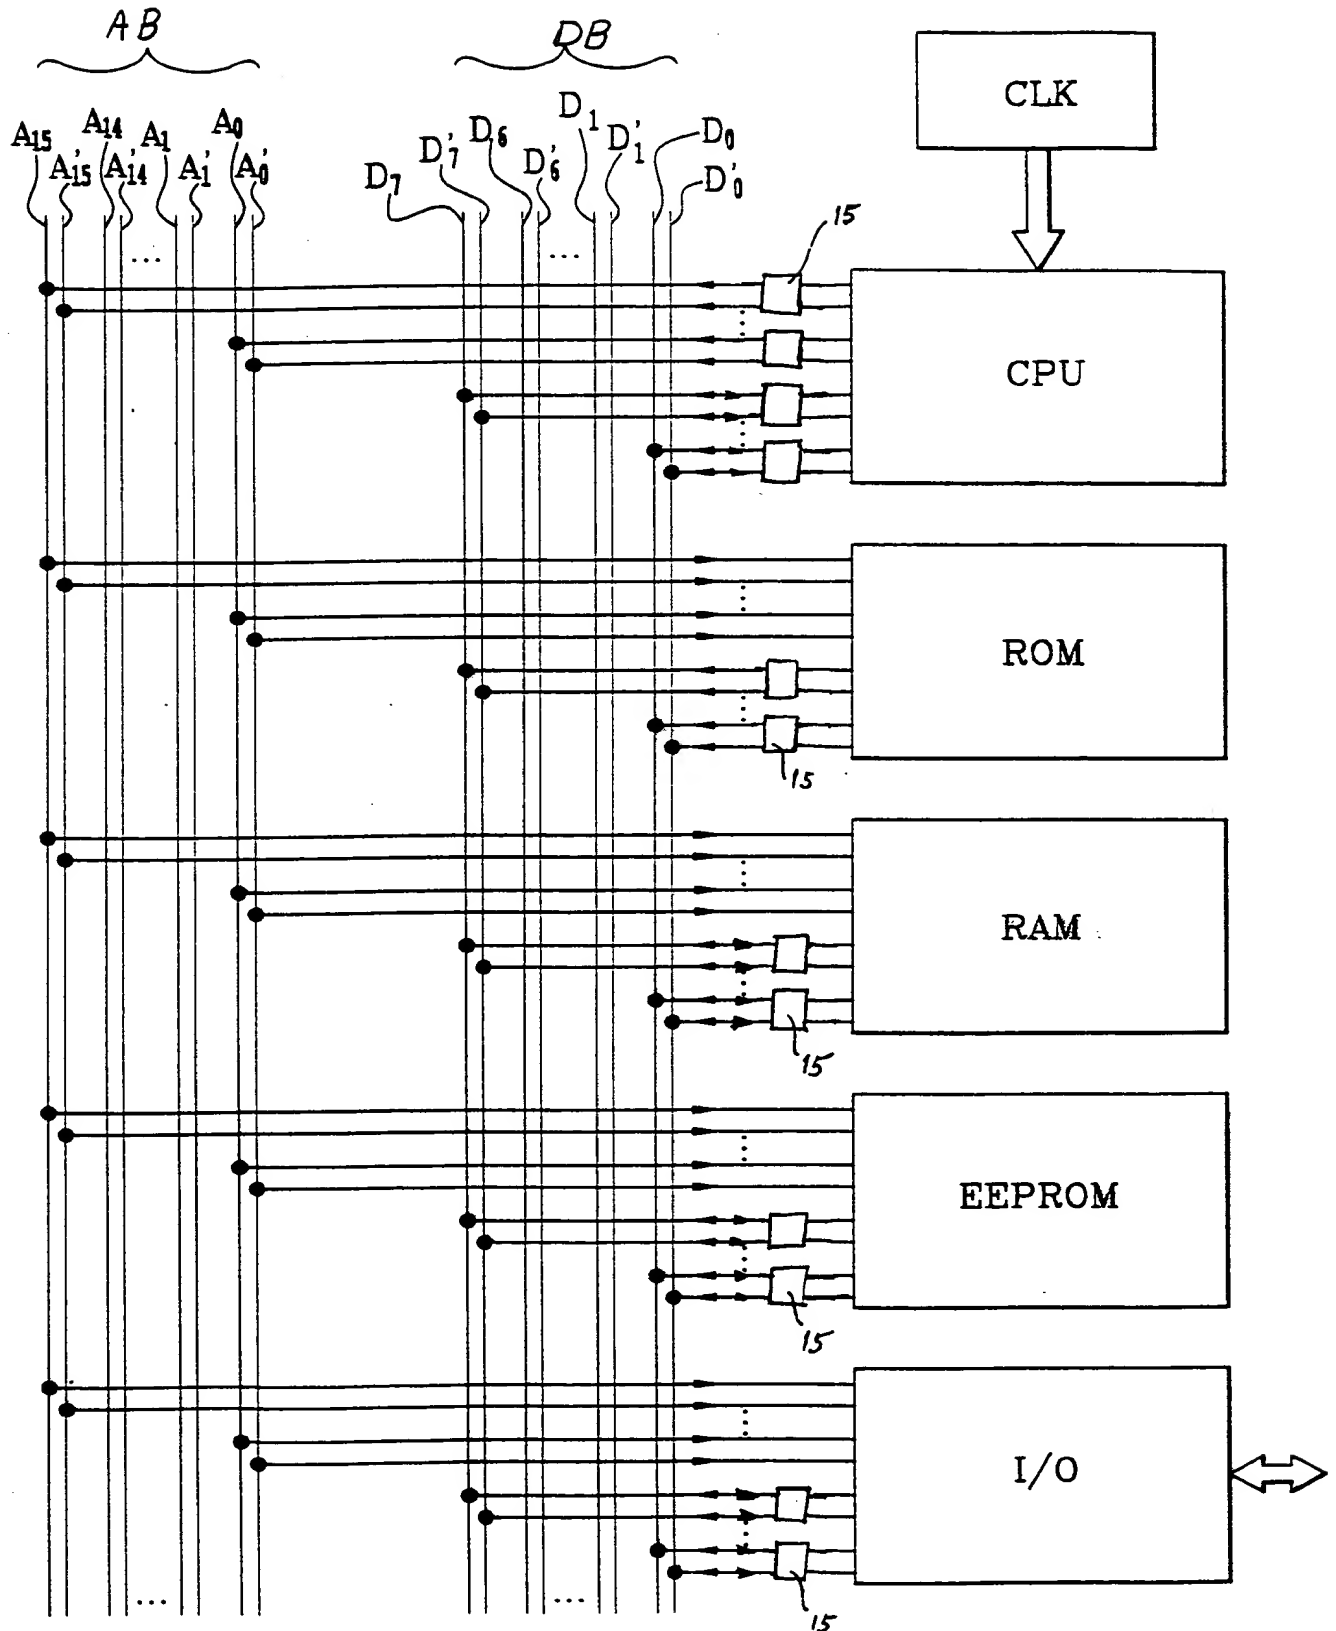 AB
DB
CLK
A15 A'15 A14 A'14 A1 A'1 A0 A'0
D7 D'7 D6 D'6 D1 D'1 D0 D'0
... ...
15
CPU
ROM
15
RAM
15
EEPROM
15
I/O
15
... ...